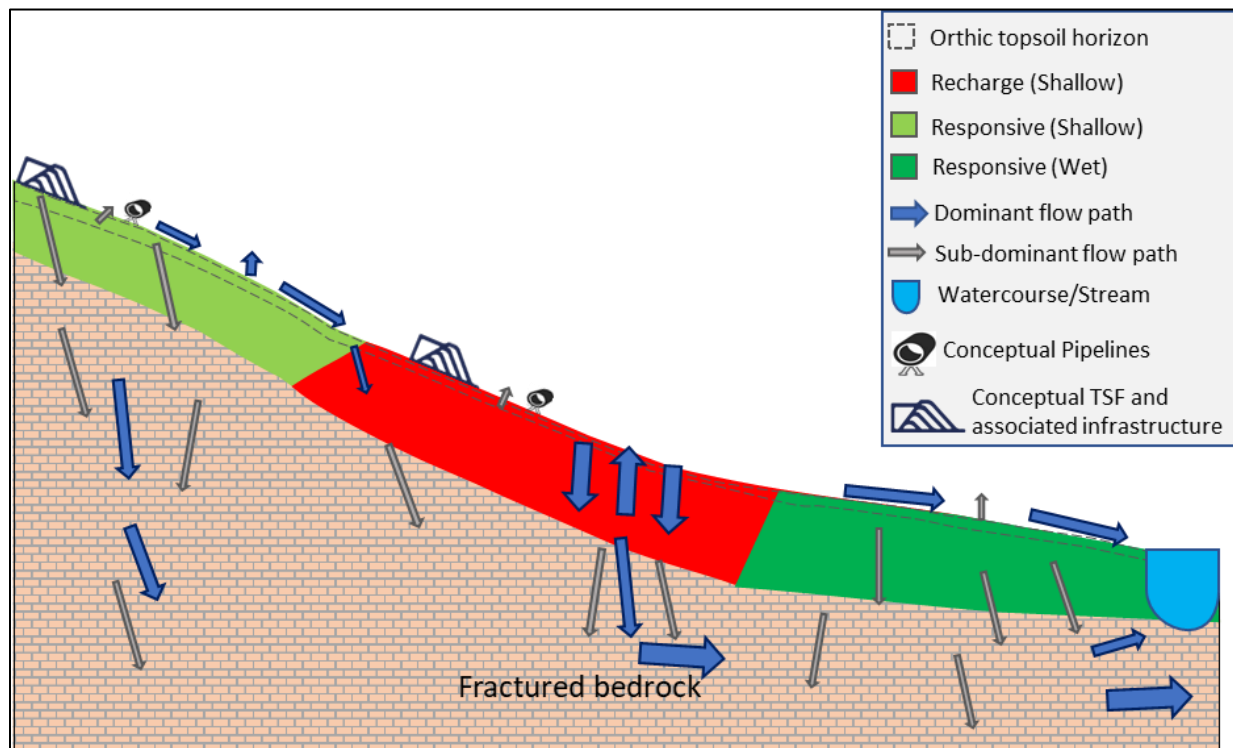 Orthic topsoil horizon
Recharge (Shallow)
Responsive (Shallow)
Responsive (Wet)
Dominant flow path
Sub-dominant flow path
Watercourse/Stream
Conceptual Pipelines
Conceptual TSF and
associated infrastructure
Fractured bedrock